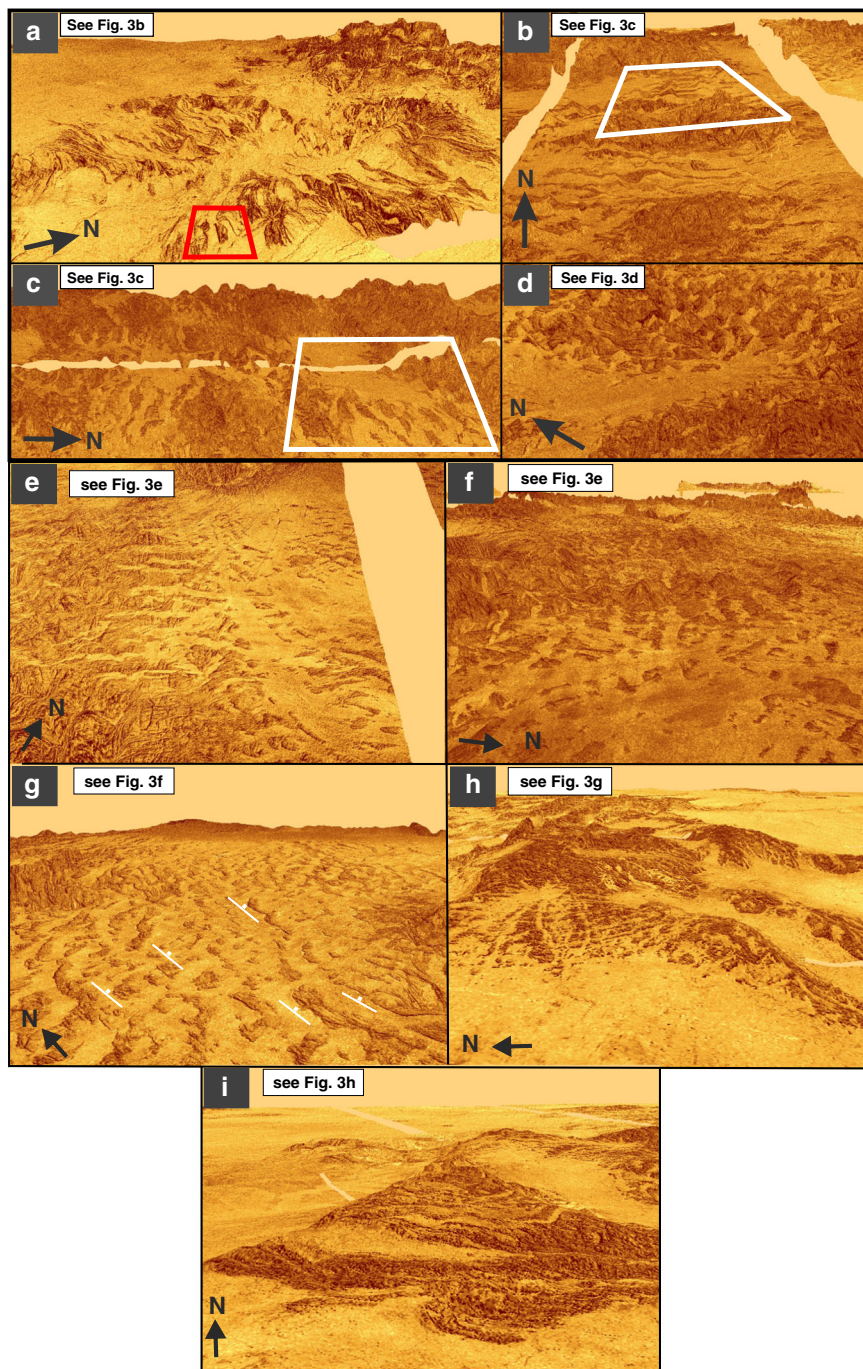 a See Fig. 3b
N
b See Fig. 3c
N
c See Fig. 3c
N
d See Fig. 3d
N
e see Fig. 3e
N
f see Fig. 3e
N
g see Fig. 3f
N
h see Fig. 3g
N
i see Fig. 3h
N